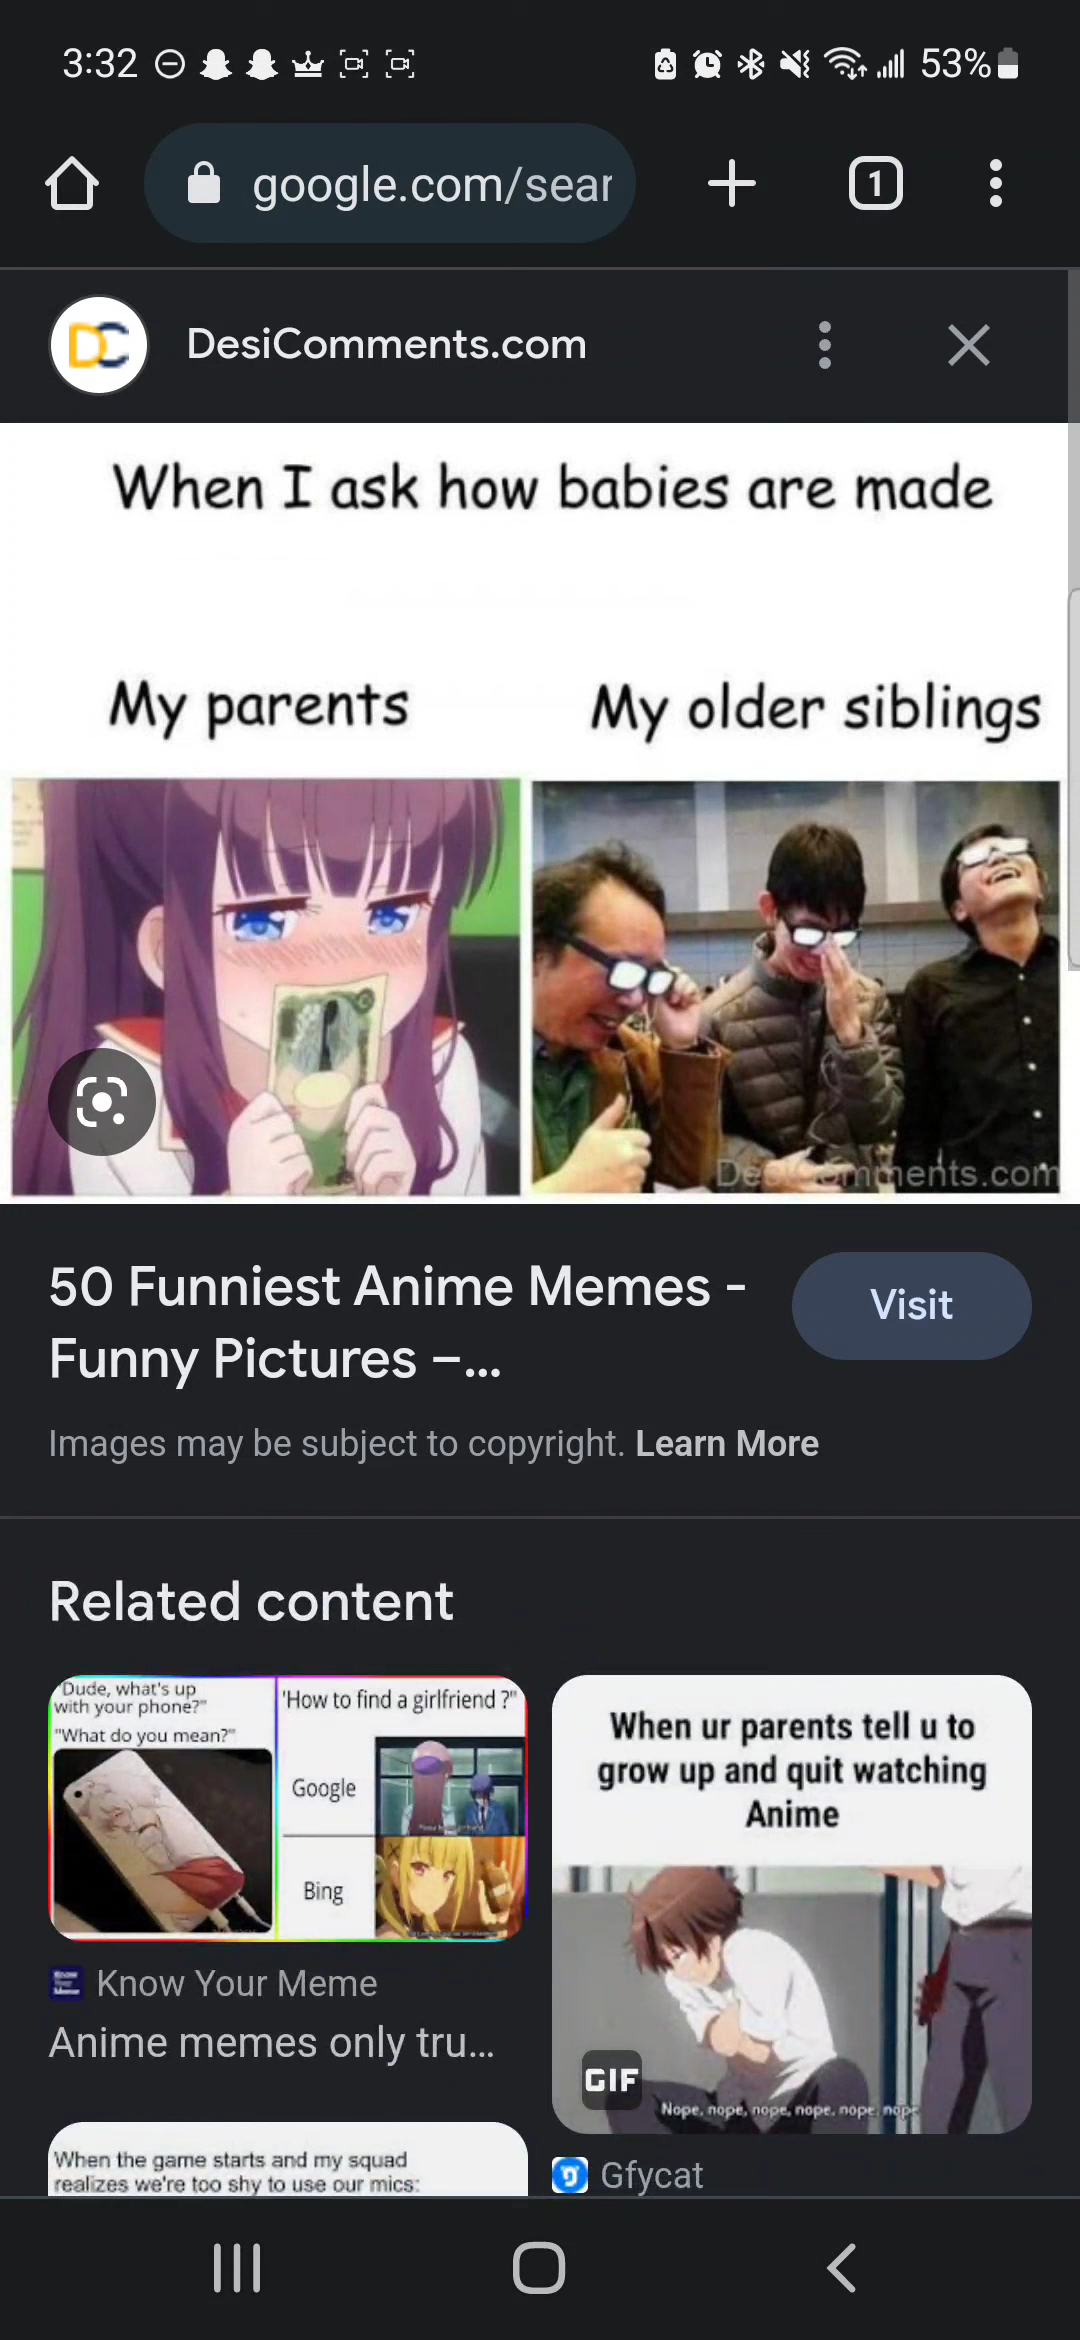 3:32
53%
google.com/sear
1
DC
DesiComments.com
When I ask how babies are made
My parents
My older siblings
DesiComments.com
50 Funniest Anime Memes -
Funny Pictures –...
Visit
Images may be subject to copyright. Learn More
Related content
"Dude, what's up
with your phone?"
"What do you mean?"
'How to find a girlfriend ?"
Google
Bing
When ur parents tell u to
grow up and quit watching
Anime
GIF
Nope, nope, nope, nope, nope, nope
Know Your Meme
Know Your Meme
Anime memes only tru...
Gfycat
When the game starts and my squad
realizes we're too shy to use our mics: